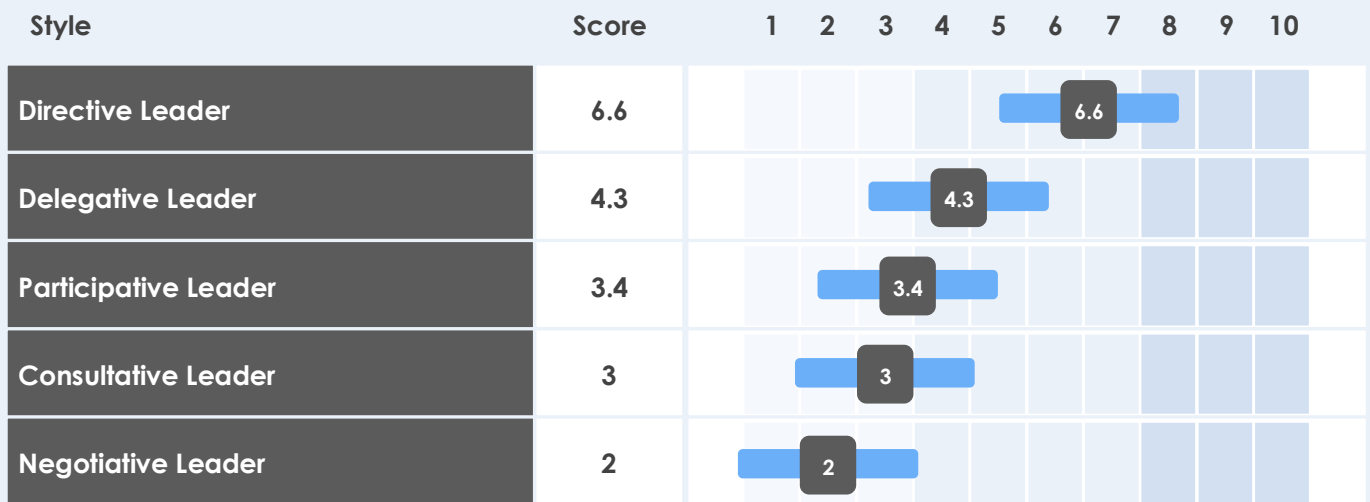 Style Score 1 2 3 4 5 6 7 8 9 10
Directive Leader 6.6 6.6
Delegative Leader 4.3 4.3
Participative Leader 3.4 3.4
Consultative Leader 3 3
Negotiative Leader 2 2